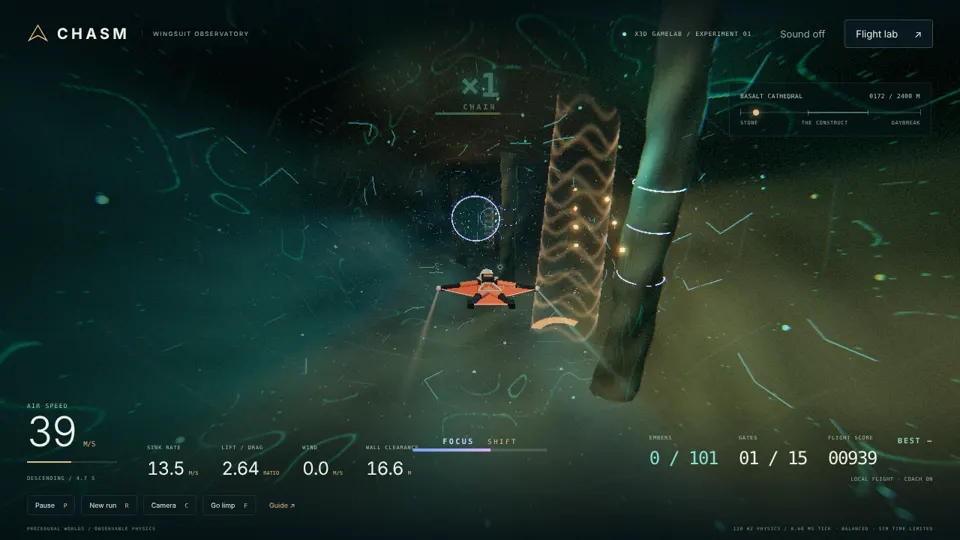 CHASM
WINGSUIT OBSERVATORY
X3D GAMELAB / EXPERIMENT 01
Sound off
Flight lab ↗
×1
CHAIN
BASALT CATHEDRAL 0172 / 2400 M
STONE THE CONSTRUCT DAYBREAK
AIR SPEED
39 M/S
DESCENDING / 4.7 S
SINK RATE
13.5 M/S
LIFT / DRAG
2.64 RATIO
WIND
0.0 M/S
WALL CLEARANCE
16.6 M
FOCUS SHIFT
EMBERS
0 / 101
GATES
01 / 15
FLIGHT SCORE
00939
BEST —
LOCAL FLIGHT · COACH ON
Pause P
New run R
Camera C
Go limp F
Guide ↗
PROCEDURAL WORLDS / OBSERVABLE PHYSICS
120 HZ PHYSICS / 8.60 MS TICK · BALANCED · SIM TIME LIMITED